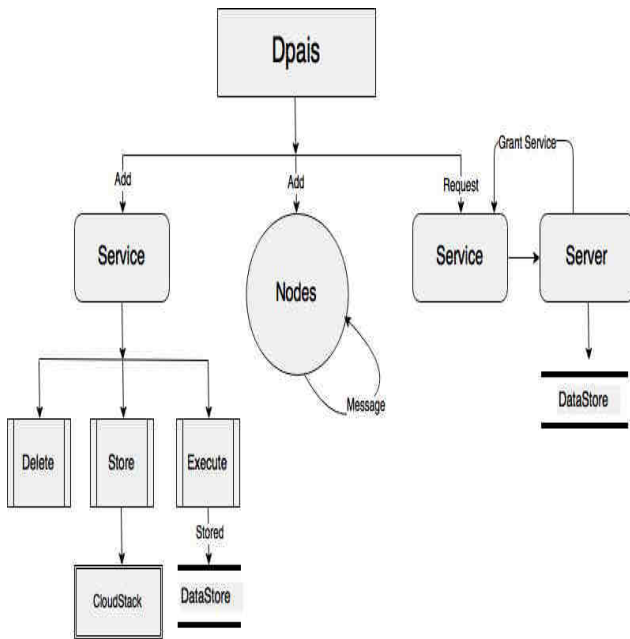 Dpais
Grant Service
Add
Add
Request
Service
Nodes
Service
Server
Message
DataStore
Delete
Store
Execute
Stored
CloudStack
DataStore